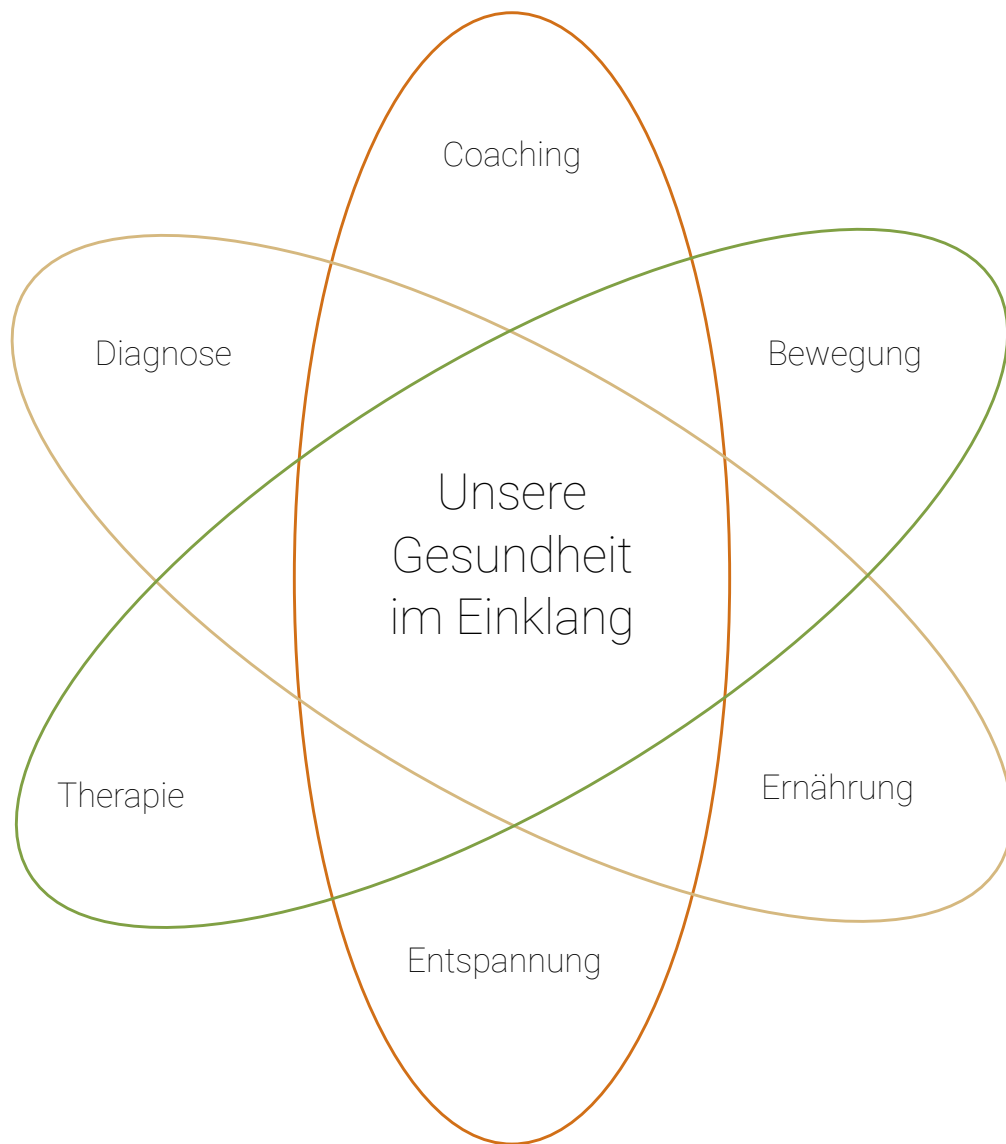 Coaching
Diagnose
Bewegung
Unsere
Gesundheit
im Einklang
Therapie
Ernährung
Entspannung